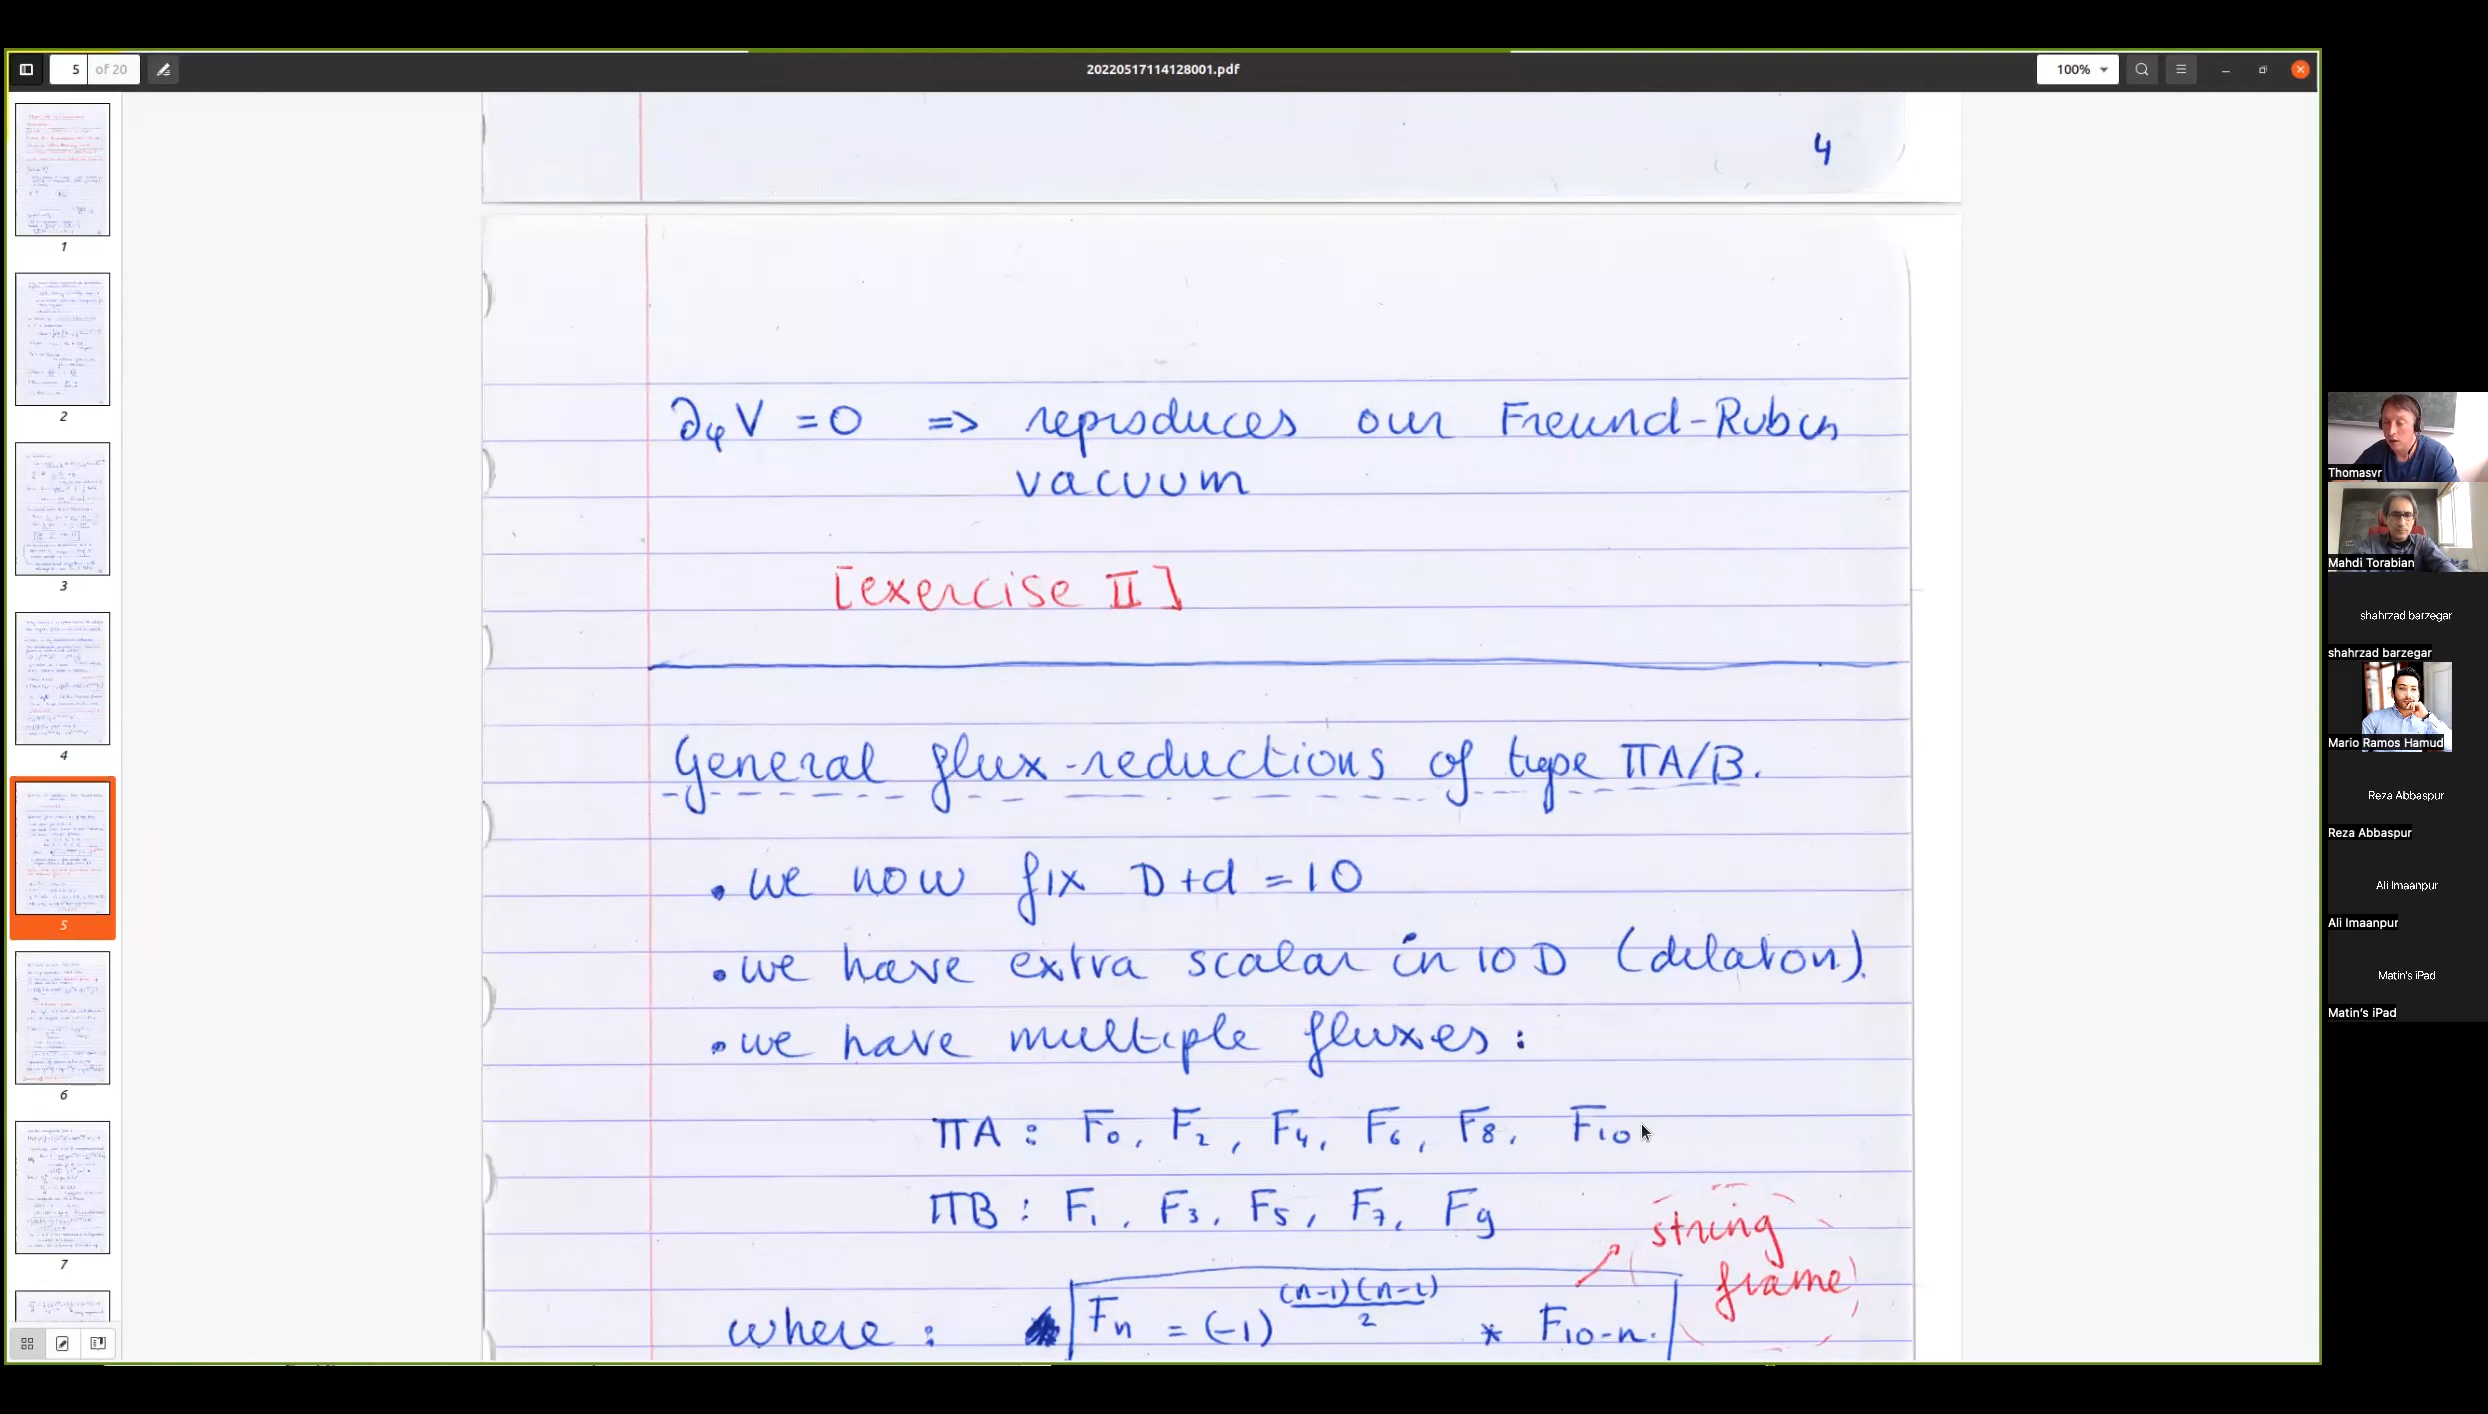 5 of 20
20220517114128001.pdf
100%
4
∂φV = 0 => reproduces our Freund-Rubin
vacuum
[exercise II]
General flux-reductions of type IIA/B.
• we now fix D+d = 10
• we have extra scalar in 10D (dilaton).
• we have multiple fluxes :
IIA : F0, F2, F4, F6, F8, F10
IIB : F1, F3, F5, F7, F9
string
frame
where : Fn = (-1)^((n-1)(n-2)/2) * F10-n.
1
2
3
4
5
6
7
Thomasvr
Mahdi Torabian
shahrzad barzegar
shahrzad barzegar
Mario Ramos Hamud
Reza Abbaspur
Reza Abbaspur
Ali Imaanpur
Ali Imaanpur
Matin's iPad
Matin's iPad